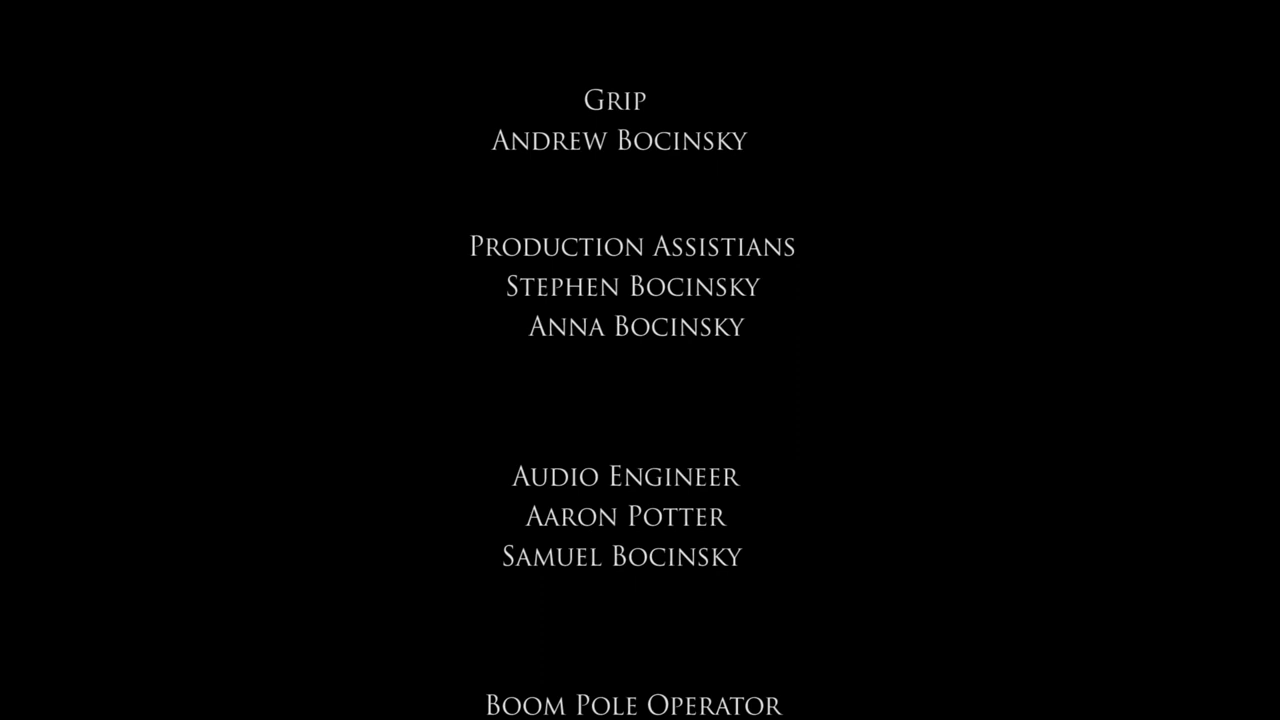 Grip
Andrew Bocinsky
Production Assistians
Stephen Bocinsky
Anna Bocinsky
Audio Engineer
Aaron Potter
Samuel Bocinsky
Boom Pole Operator